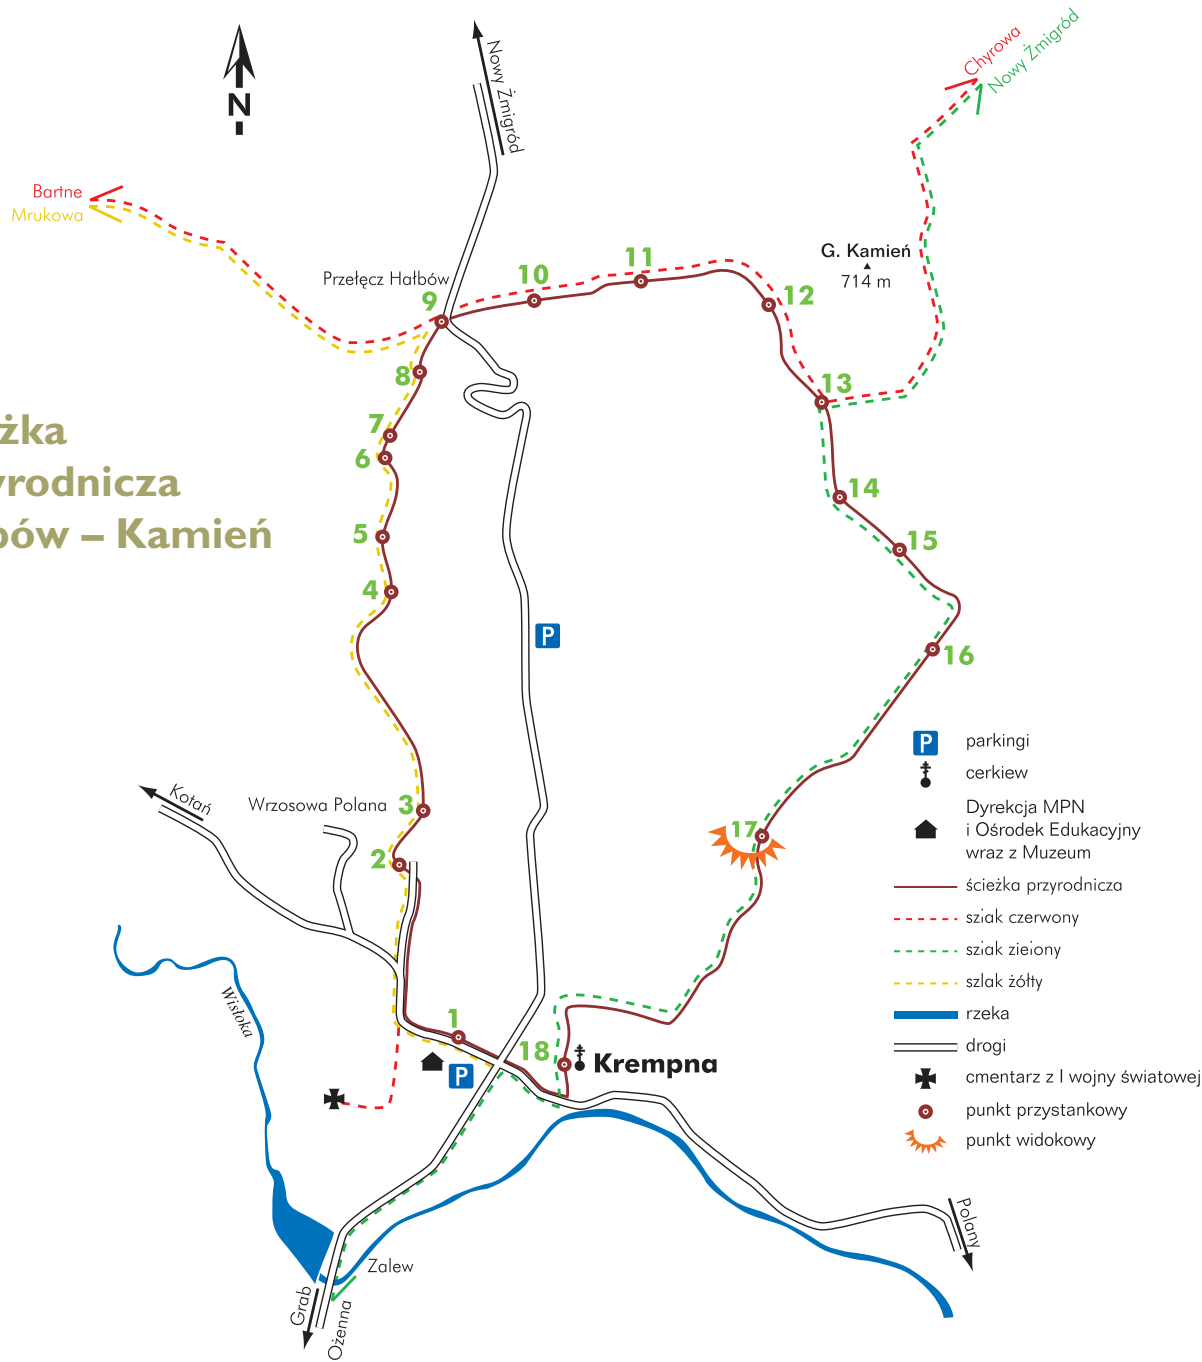 Nowy Żmigród
Chyrowa
Nowy Żmigród
N
Bartne
Mrukowa
G. Kamień
714 m
Przełęcz Hałbów
9
10
11
12
13
8
7
6
5
4
14
15
16
żka
yrodnicza
bów – Kamień
P
Kotań
Wrzosowa Polana
3
2
17
Wisłoka
1
18
Krempna
P
P parkingi
cerkiew
Dyrekcja MPN
i Ośrodek Edukacyjny
wraz z Muzeum
ścieżka przyrodnicza
szlak czerwony
szlak zielony
szlak żółty
rzeka
drogi
cmentarz z I wojny światowej
punkt przystankowy
punkt widokowy
Polany
Zalew
Grab
Ożenna